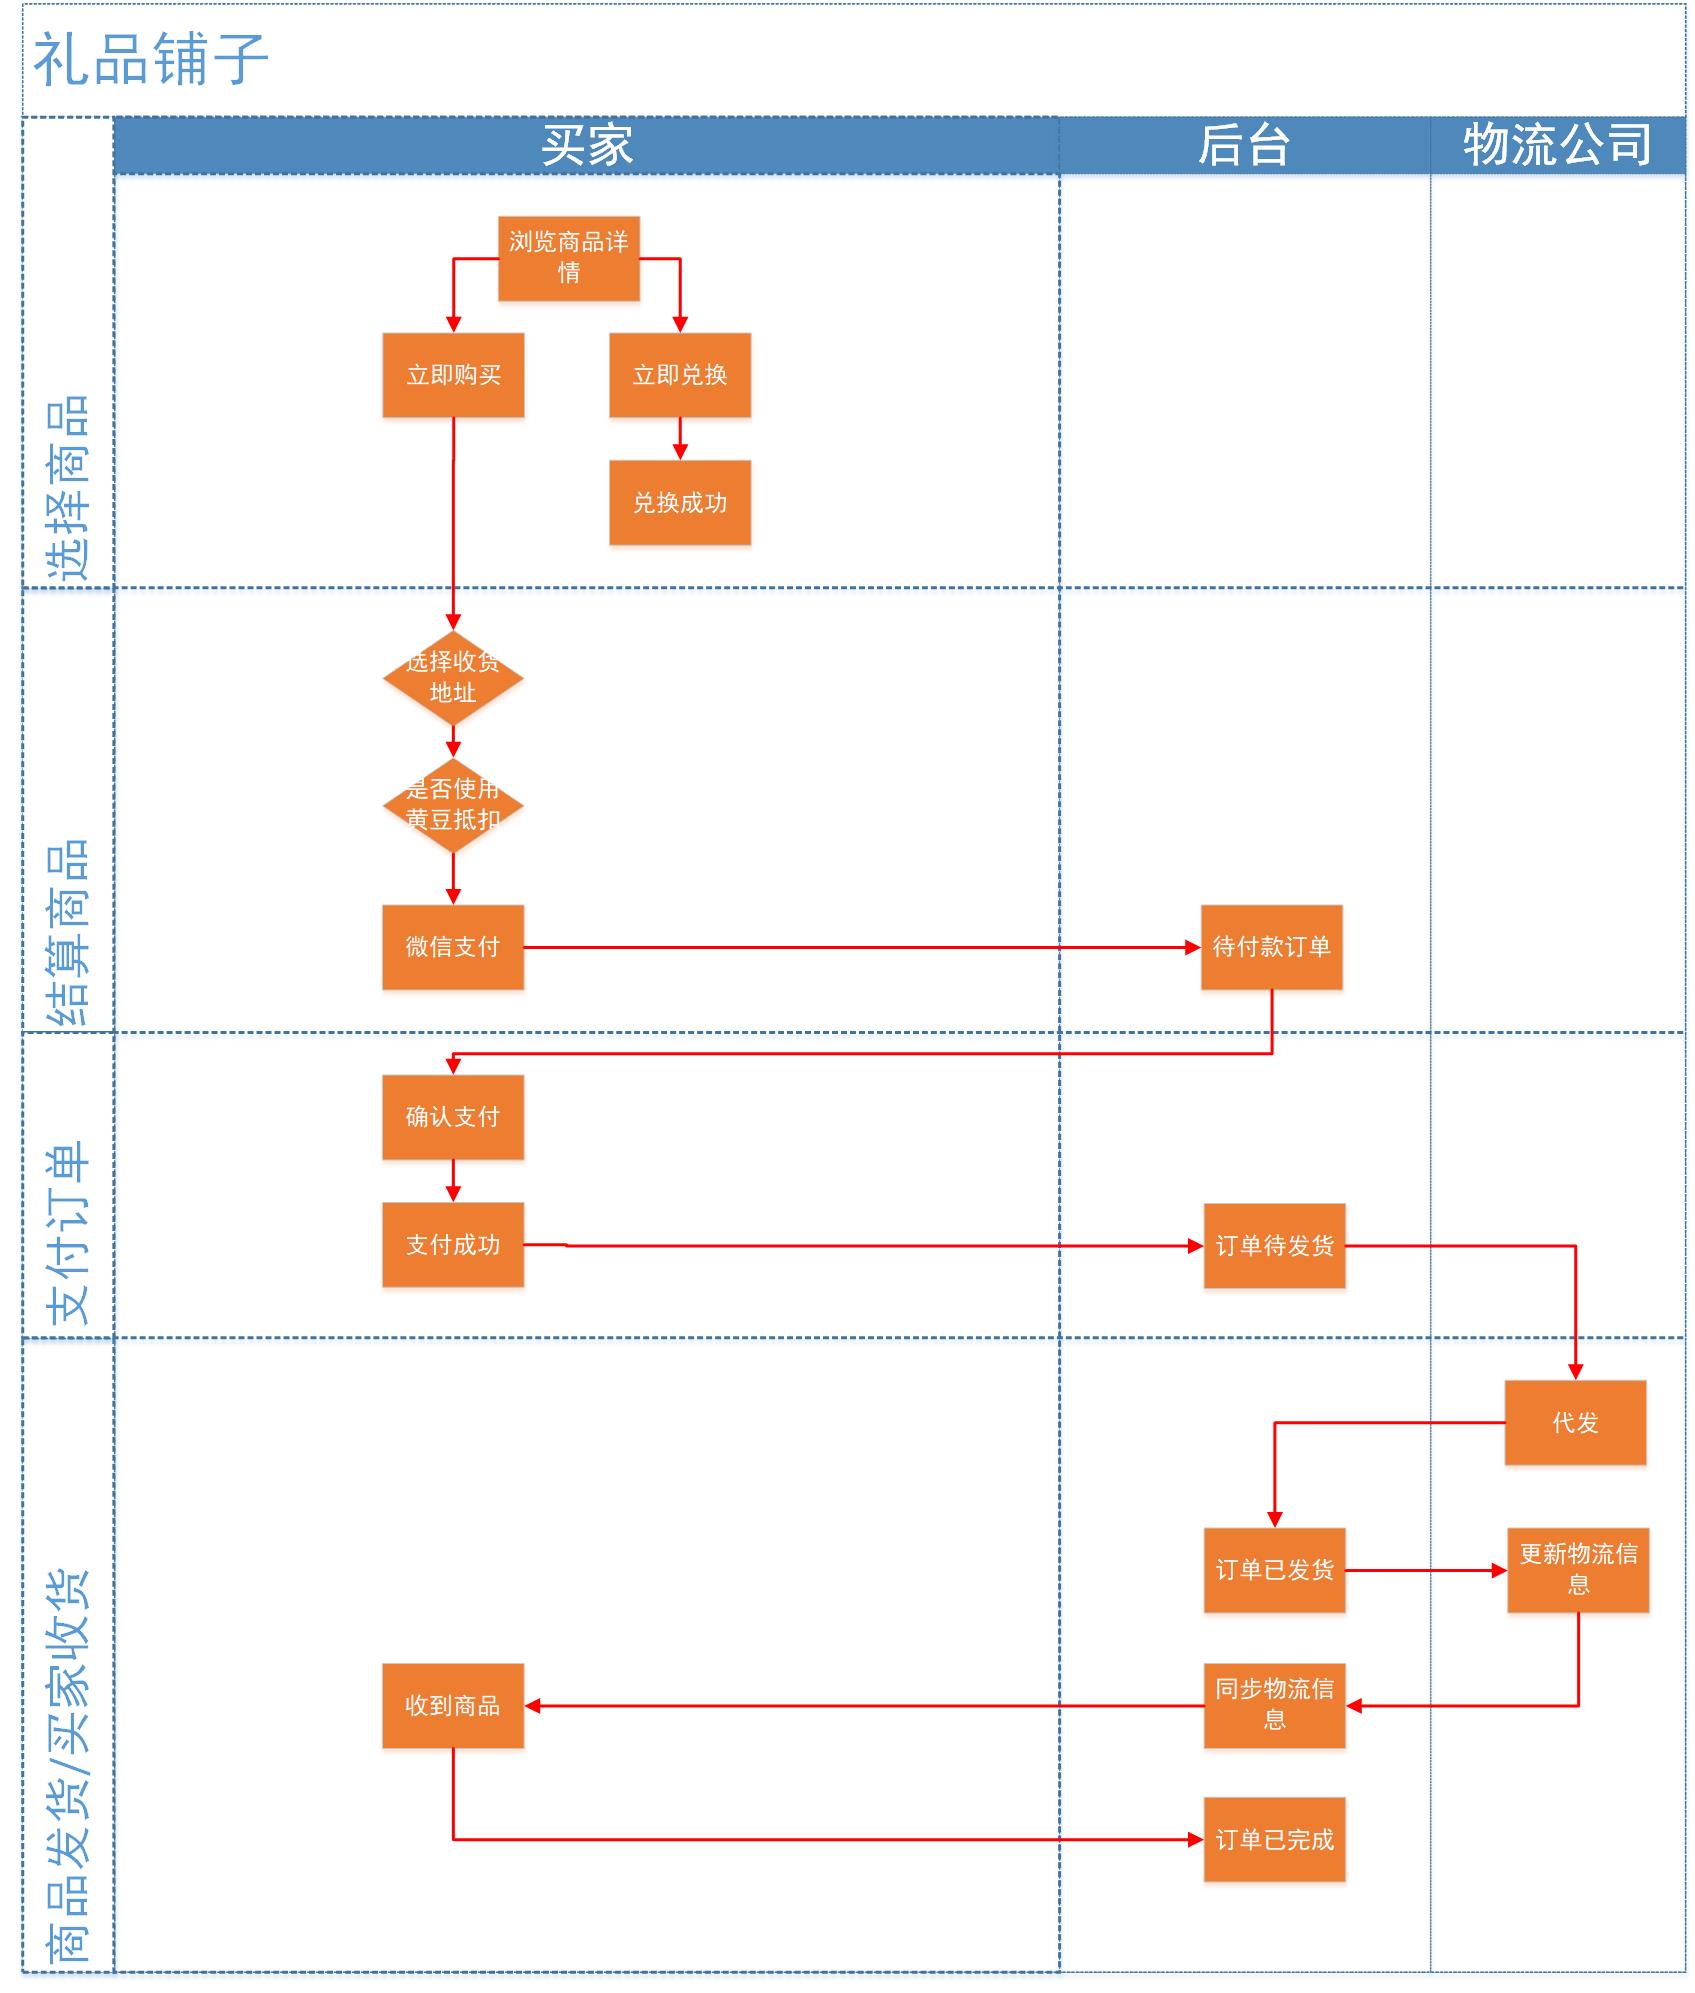 礼品铺子
买家
后台
物流公司
选择商品
浏览商品详
情
立即购买
立即兑换
兑换成功
结算商品
选择收货
地址
是否使用
黄豆抵扣
微信支付
待付款订单
支付订单
确认支付
支付成功
订单待发货
商品发货/买家收货
代发
订单已发货
更新物流信
息
收到商品
同步物流信
息
订单已完成